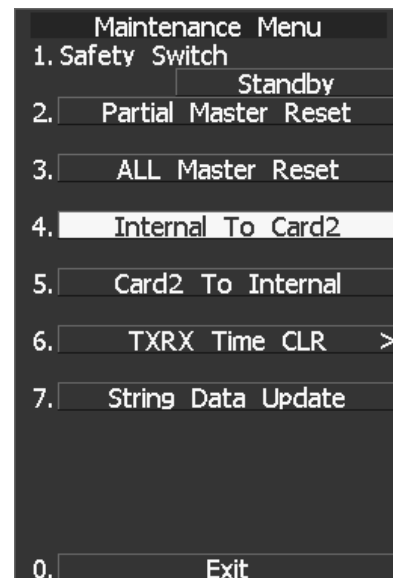 Maintenance Menu
1. Safety Switch
Standby
2. Partial Master Reset
3. ALL Master Reset
4. Internal To Card2
5. Card2 To Internal
6. TXRX Time CLR >
7. String Data Update
0. Exit